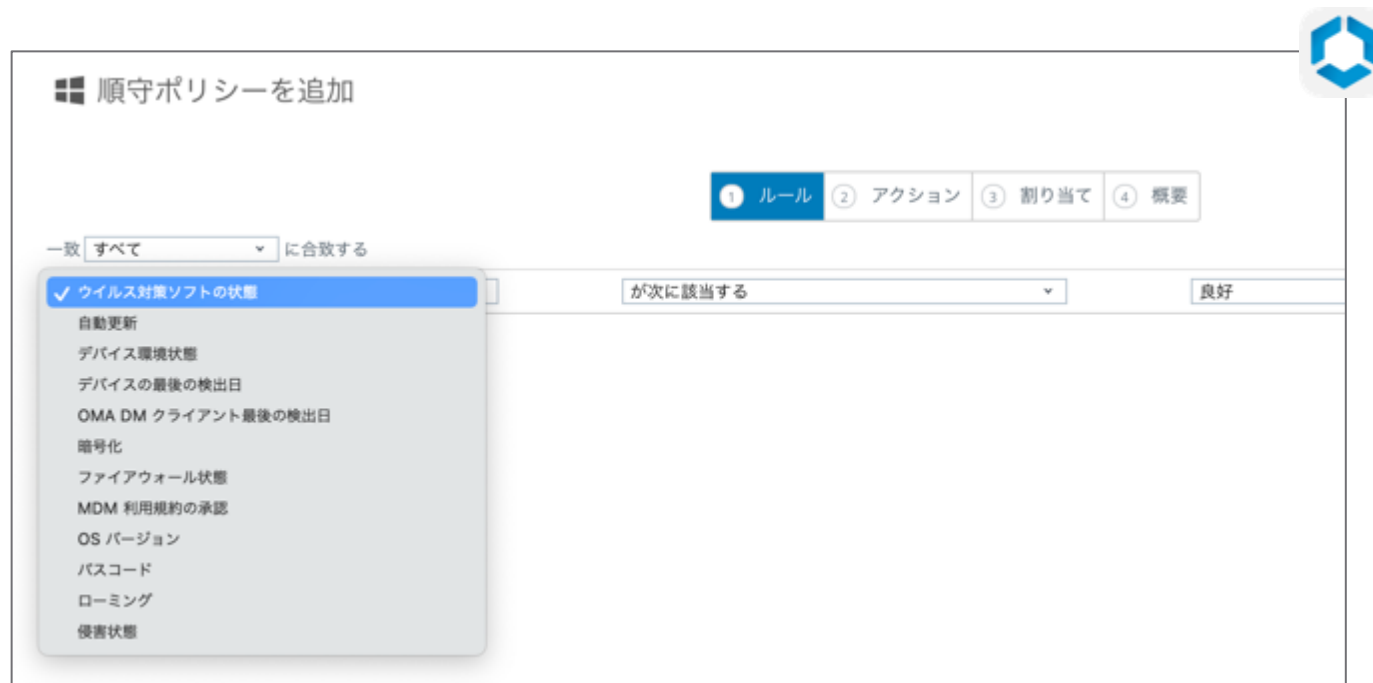 順守ポリシーを追加
1 ルール 2 アクション 3 割り当て 4 概要
一致 すべて に合致する
✓ ウイルス対策ソフトの状態 が次に該当する 良好
自動更新
デバイス環境状態
デバイスの最後の検出日
OMA DM クライアント最後の検出日
暗号化
ファイアウォール状態
MDM 利用規約の承認
OS バージョン
パスコード
ローミング
侵害状態